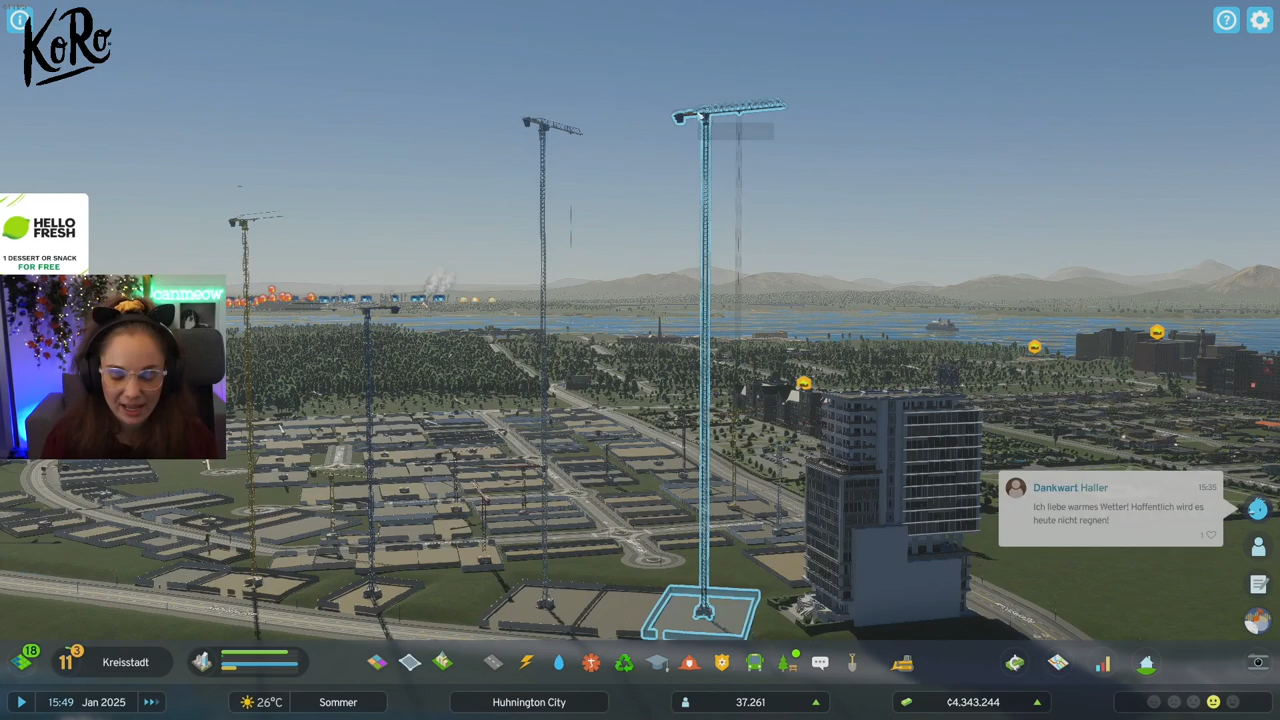 KoRo
HELLO
FRESH
1 DESSERT OR SNACK
FOR FREE
canmeow
Dankwart Haller
15:35
Ich liebe warmes Wetter! Hoffentlich wird es
heute nicht regnen!
1
18
11
3
Kreisstadt
15:49 Jan 2025
26°C
Sommer
Huhnington City
37.261
¢4.343.244